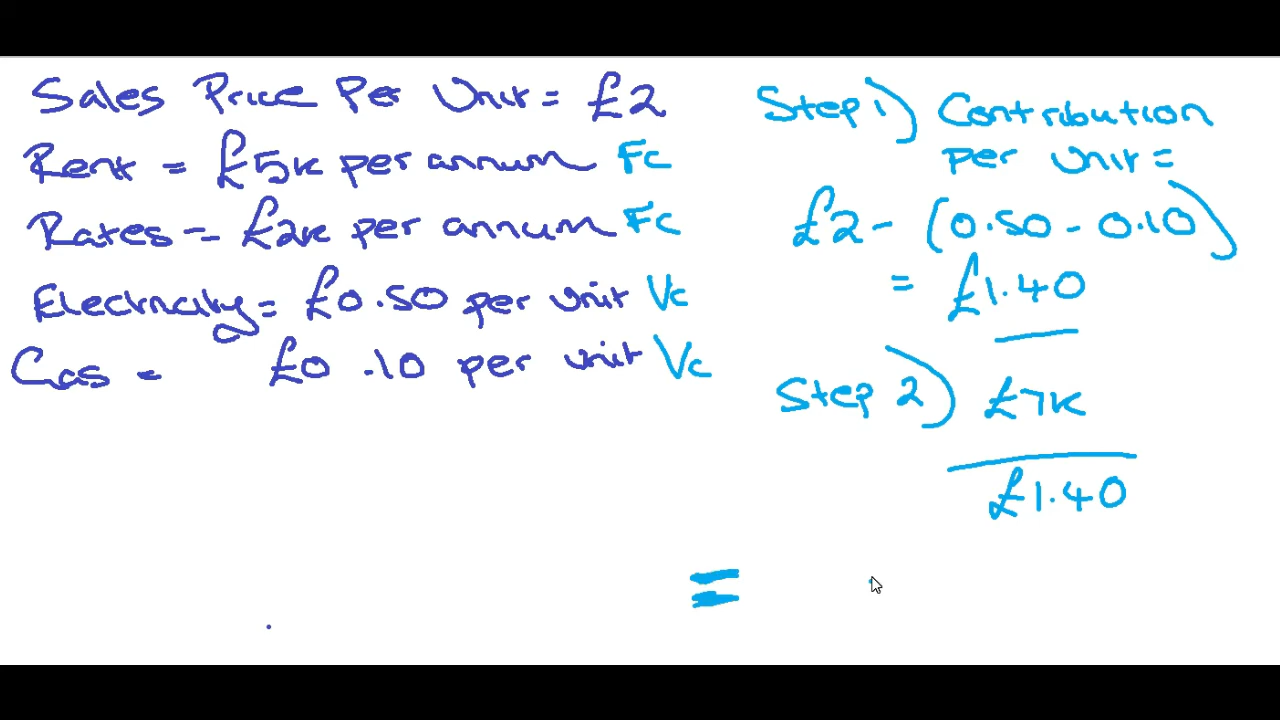 Sales Price Per Unit = £2
Rent = £5K per annum FC
Rates = £2K per annum FC
Electricity = £0.50 per unit VC
Gas = £0.10 per unit VC
Step 1) Contribution
per unit =
£2 - (0.50 - 0.10)
= £1.40
Step 2) £7K
£1.40
=